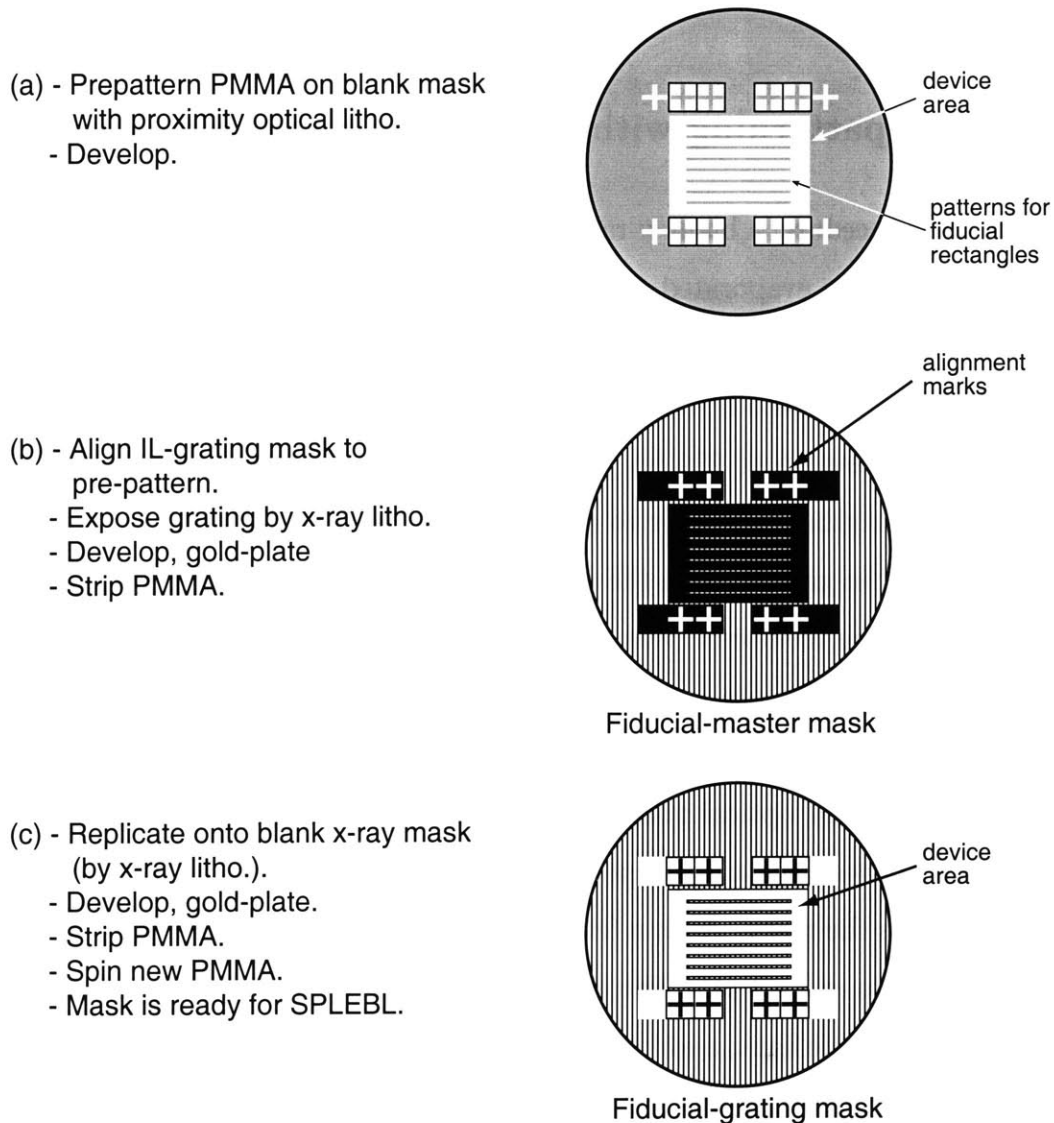 (a) - Prepattern PMMA on blank mask
with proximity optical litho.
- Develop.
device
area
patterns for
fiducial
rectangles
(b) - Align IL-grating mask to
pre-pattern.
- Expose grating by x-ray litho.
- Develop, gold-plate
- Strip PMMA.
alignment
marks
Fiducial-master mask
(c) - Replicate onto blank x-ray mask
(by x-ray litho.).
- Develop, gold-plate.
- Strip PMMA.
- Spin new PMMA.
- Mask is ready for SPLEBL.
device
area
Fiducial-grating mask